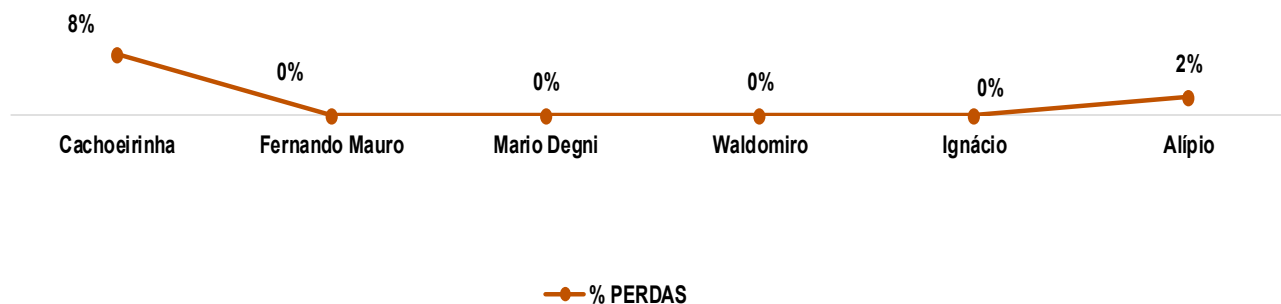 8%
0%
0%
0%
0%
2%
Cachoeirinha
Fernando Mauro
Mario Degni
Waldomiro
Ignácio
Alípio
% PERDAS